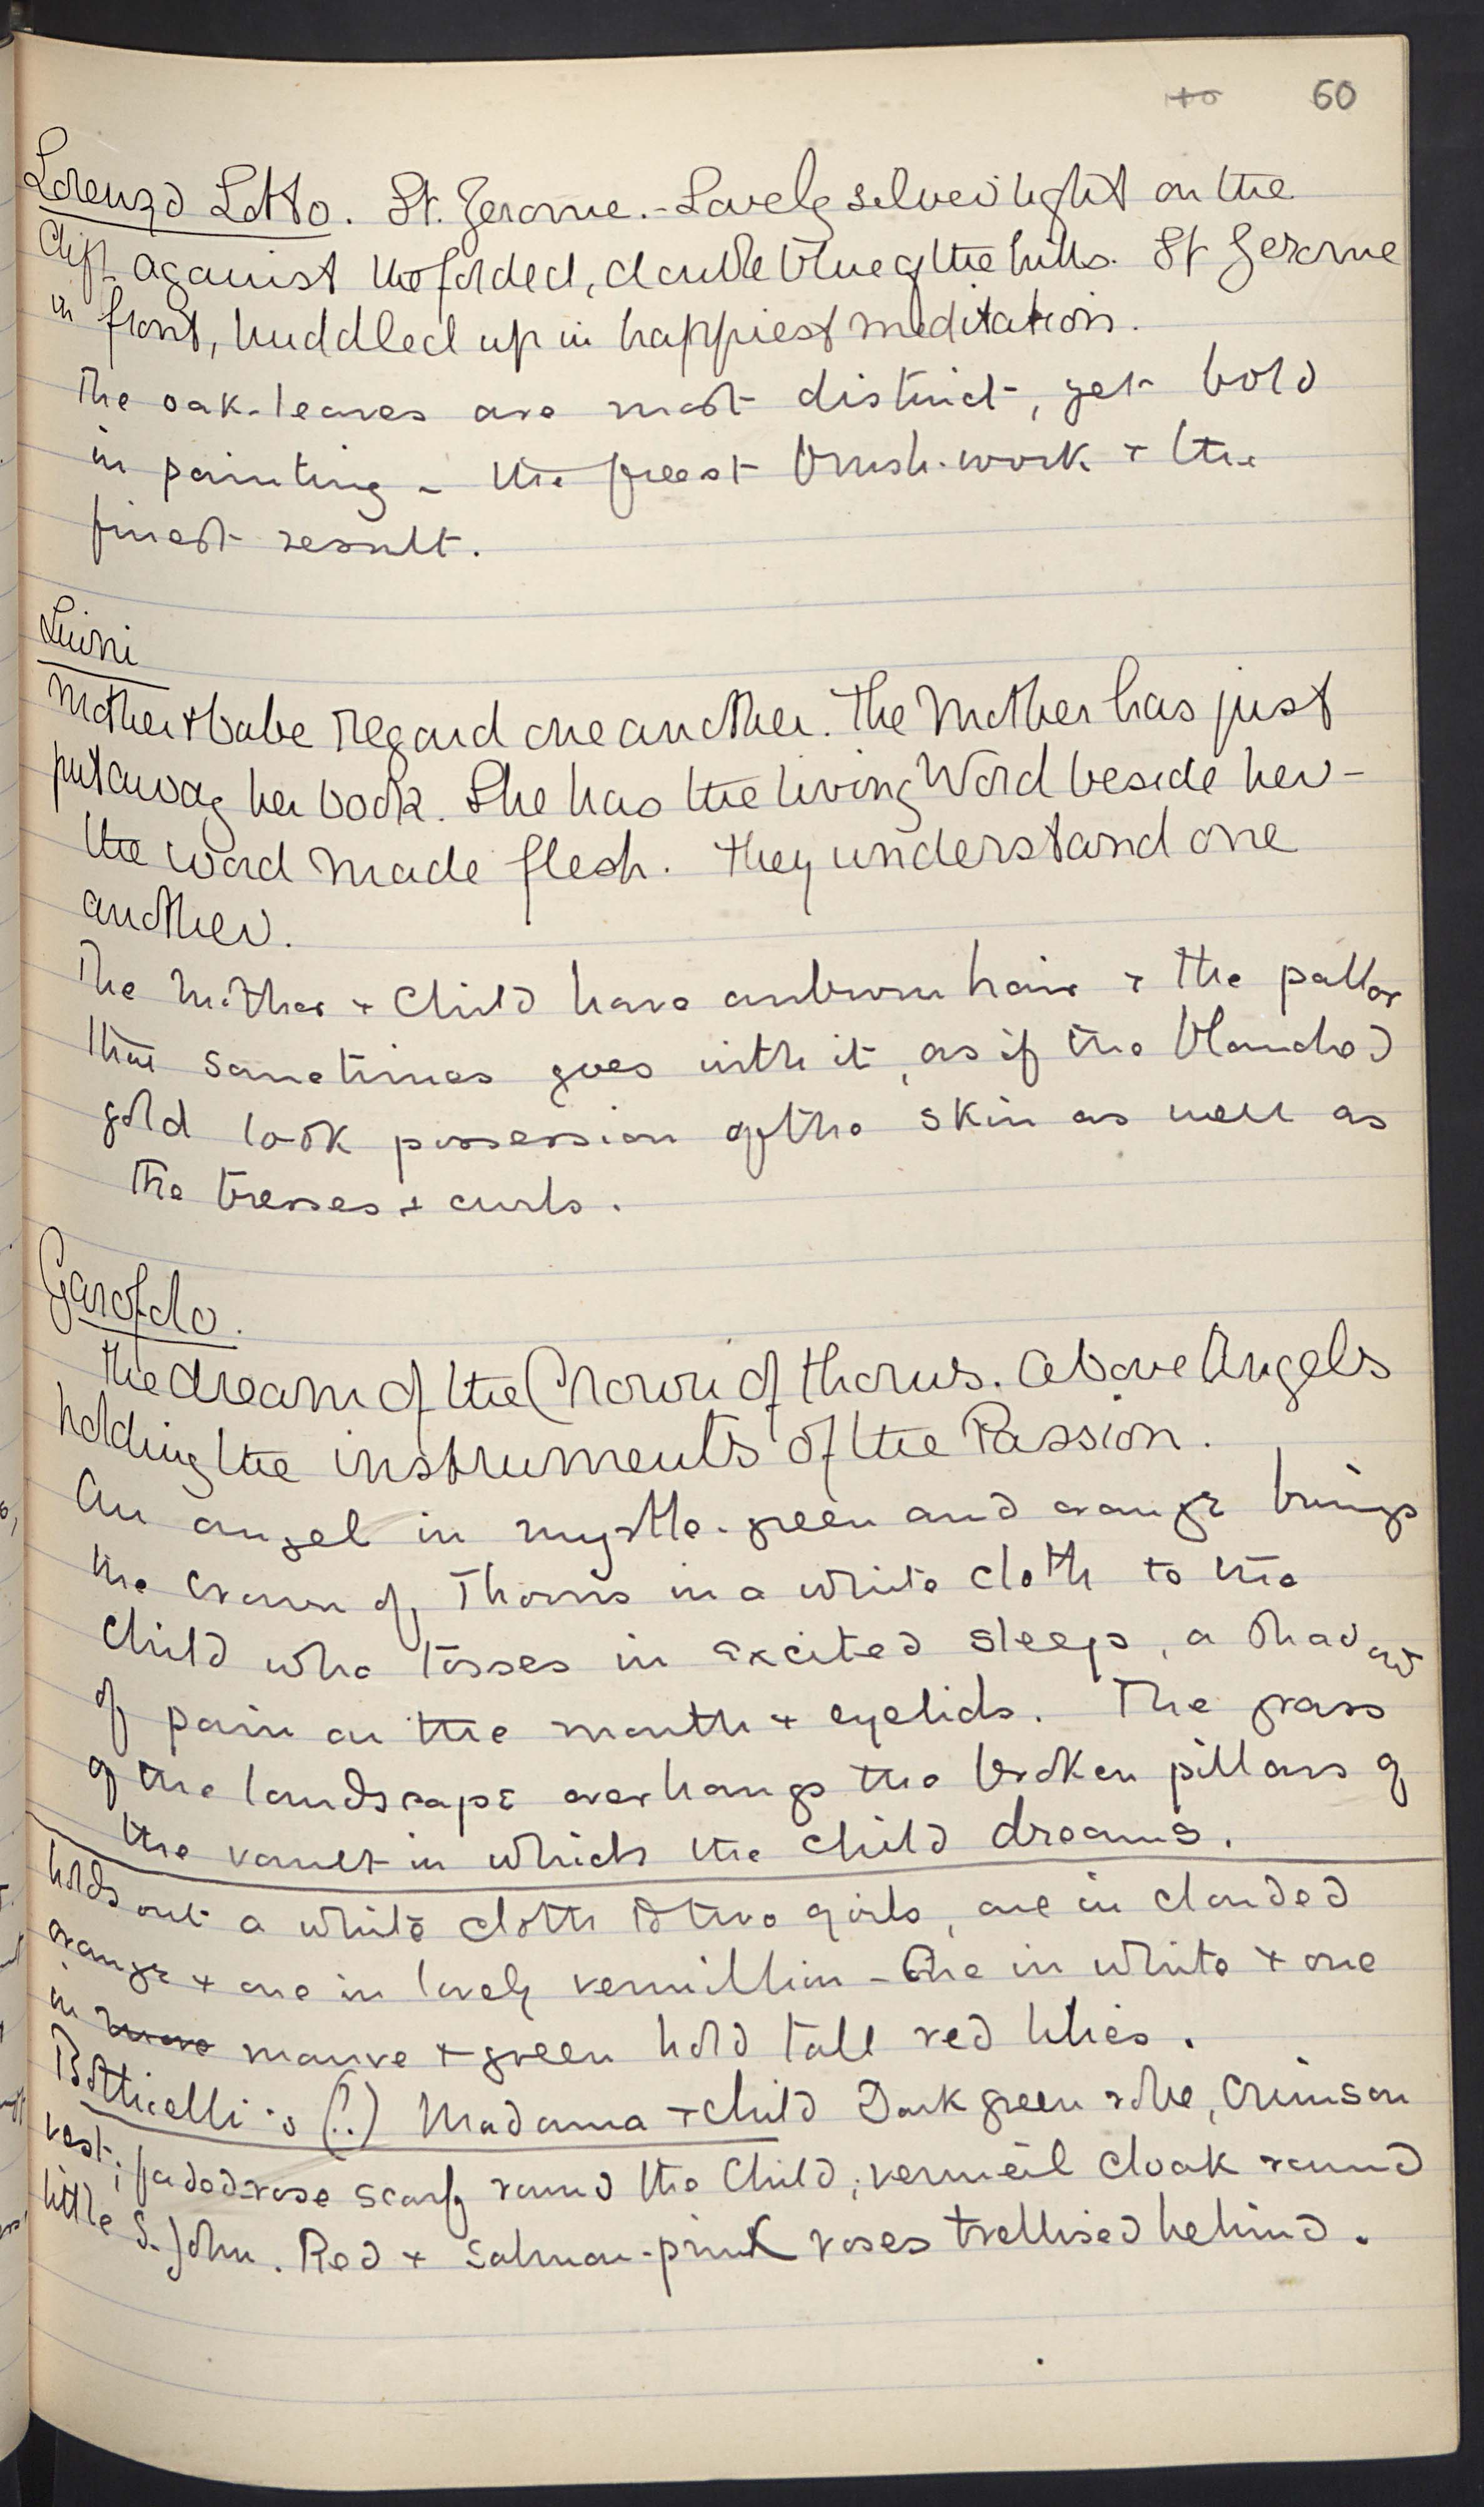 60
Lorenzo Lotto. St. Jerome. - Lovely silver light on the
cliff against the folded, double blue of the hills. St Jerome
in front, huddled up in happiest meditation.
The oak-leaves are most distinct, yet bold
in painting - the freest brush-work + the
finest result.
Luini
Mother + babe regard one another. The Mother has just
put away her book. She has the living Word beside her -
the word made flesh. They understand one
another.
The Mother + Child have auburn hair + the pallor
that sometimes goes with it, as if the blanched
gold took possession of the skin as well as
the tresses + curls.
Garofalo.
The dream of the Crown of thorns. Above Angels
holding the instruments of the Passion.
An angel in myrtle-green and orange brings
the crown of Thorns in a white cloth to the
Child who tosses in excited sleep, a shadow
of pain on the mouth + eyelids. The grass
of the landscape overhangs the broken pillars of
the vault in which the child dreams.
holds out a white cloth to two girls, one in clouded
orange + one in lovely vermillion - One in white + one
in mauve + green hold tall red lilies.
Botticelli's (?) Madonna + Child Dark green robe, crimson
vest; faded-rose scarf round the Child; vermeil cloak round
little S. John. Red + salmon-pink roses trellised behind.